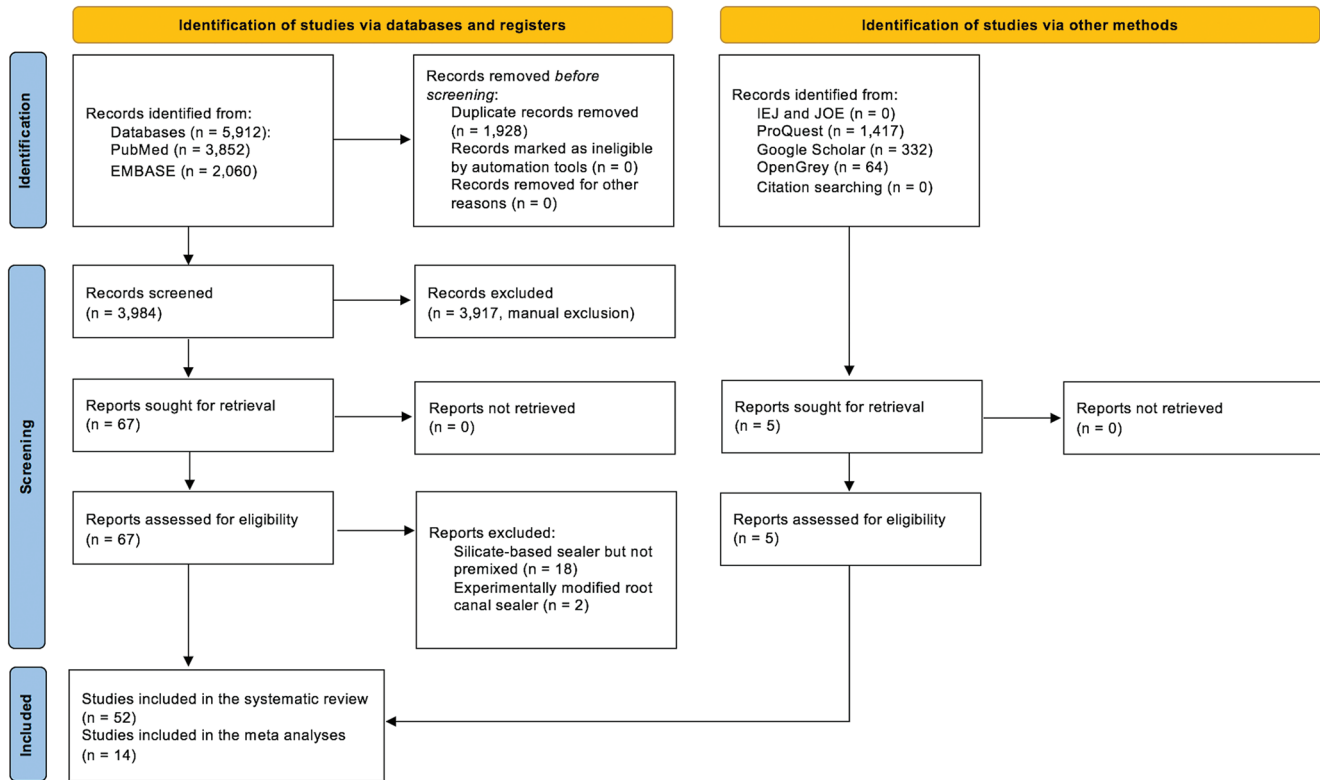 Identification of studies via databases and registers
Identification of studies via other methods
Identification
Records identified from:
Databases (n = 5,912):
PubMed (n = 3,852)
EMBASE (n = 2,060)
Records removed before
screening:
Duplicate records removed
(n = 1,928)
Records marked as ineligible
by automation tools (n = 0)
Records removed for other
reasons (n = 0)
Records identified from:
IEJ and JOE (n = 0)
ProQuest (n = 1,417)
Google Scholar (n = 332)
OpenGrey (n = 64)
Citation searching (n = 0)
Screening
Records screened
(n = 3,984)
Records excluded
(n = 3,917, manual exclusion)
Reports sought for retrieval
(n = 67)
Reports not retrieved
(n = 0)
Reports sought for retrieval
(n = 5)
Reports not retrieved
(n = 0)
Reports assessed for eligibility
(n = 67)
Reports excluded:
Silicate-based sealer but not
premixed (n = 18)
Experimentally modified root
canal sealer (n = 2)
Reports assessed for eligibility
(n = 5)
Included
Studies included in the systematic review
(n = 52)
Studies included in the meta analyses
(n = 14)